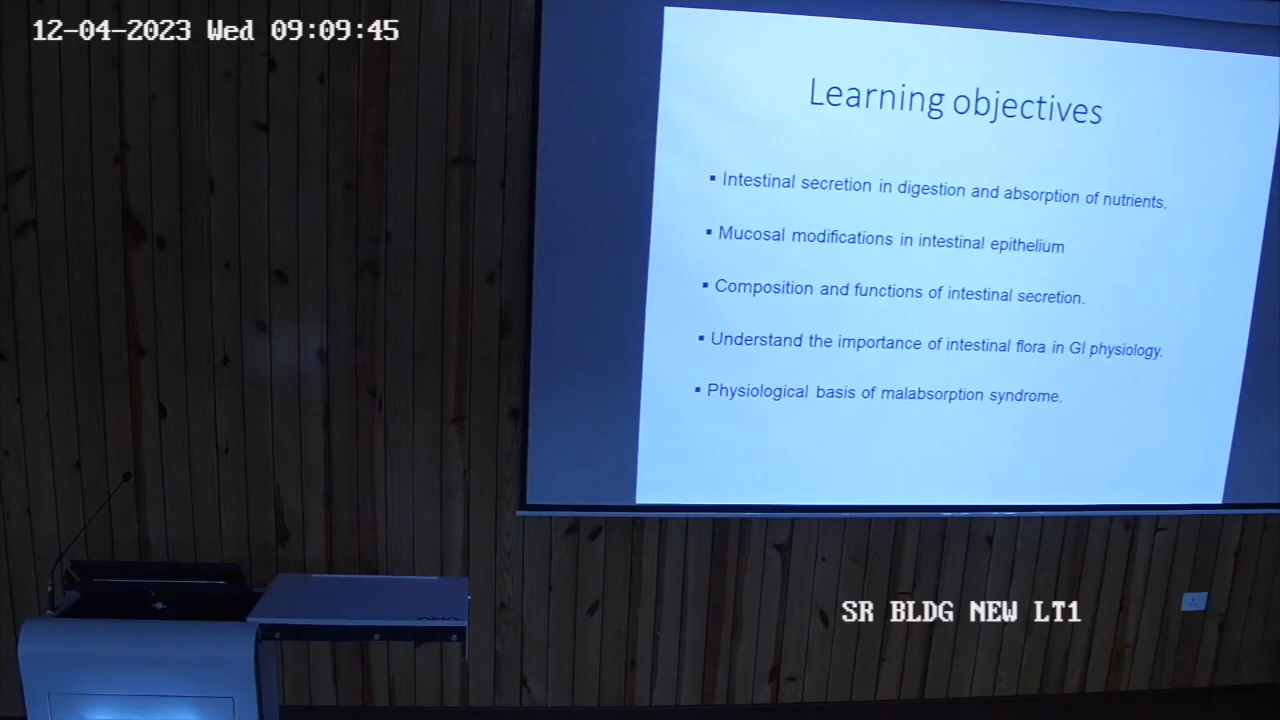 12-04-2023 Wed 09:09:45
Learning objectives
▪ Intestinal secretion in digestion and absorption of nutrients.
▪ Mucosal modifications in intestinal epithelium
▪ Composition and functions of intestinal secretion.
▪ Understand the importance of intestinal flora in GI physiology.
▪ Physiological basis of malabsorption syndrome.
SR BLDG NEW LT1